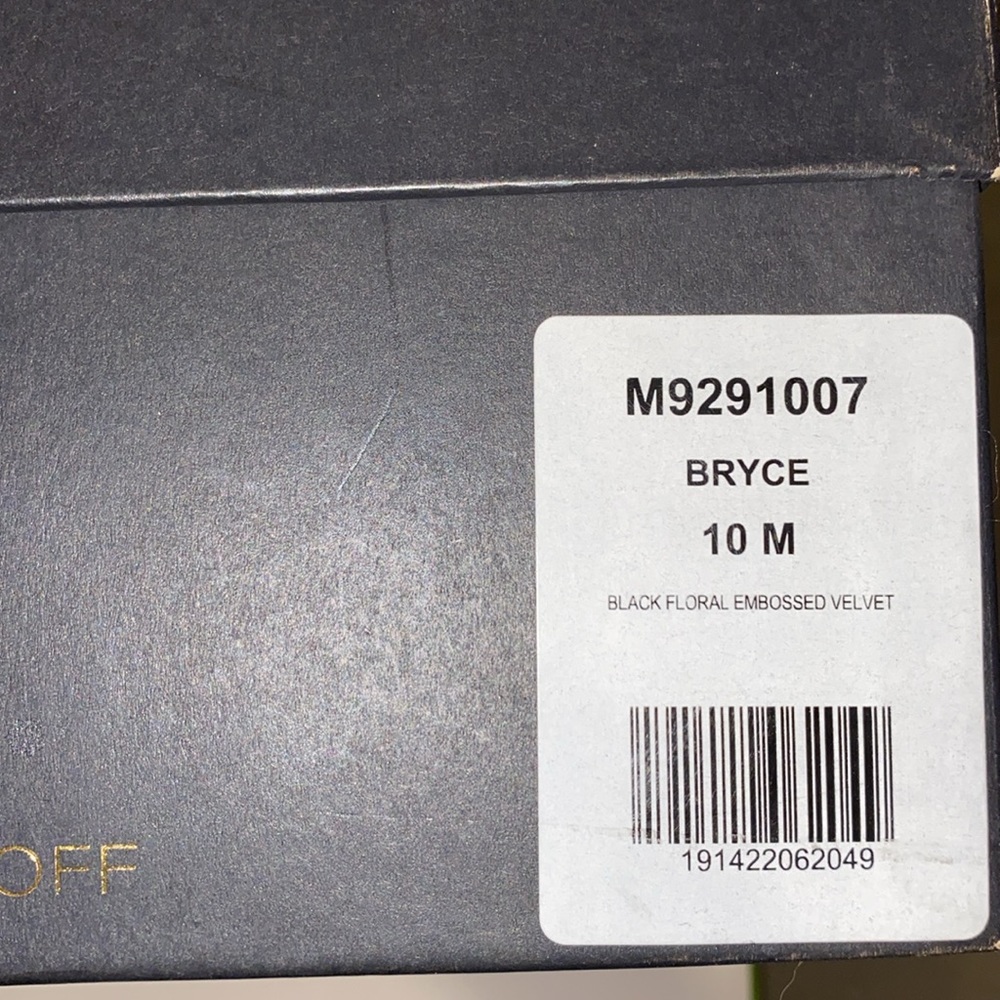 M9291007
BRYCE
10 M
BLACK FLORAL EMBOSSED VELVET
191422062049
OFF